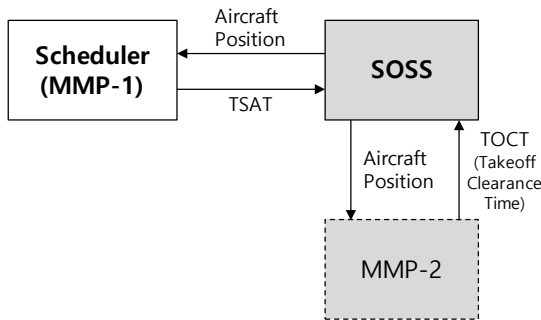 Aircraft
Position
Scheduler
(MMP-1)
SOSS
TSAT
Aircraft
Position
TOCT
(Takeoff
Clearance
Time)
MMP-2